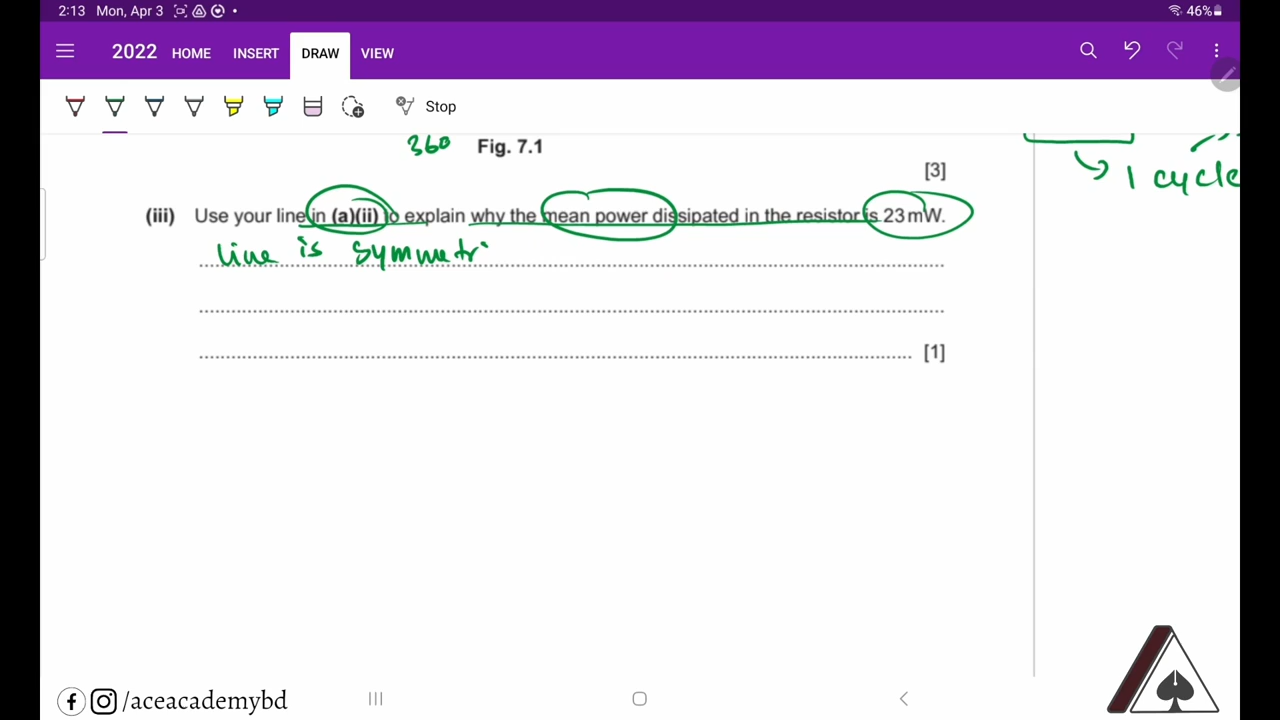 2:13 Mon, Apr 3
46%
2022 HOME INSERT DRAW VIEW
Stop
360 Fig. 7.1
[3]
1 cycle
(iii) Use your line in (a)(ii) to explain why the mean power dissipated in the resistor is 23 mW.
line is symmetr
[1]
/aceacademybd